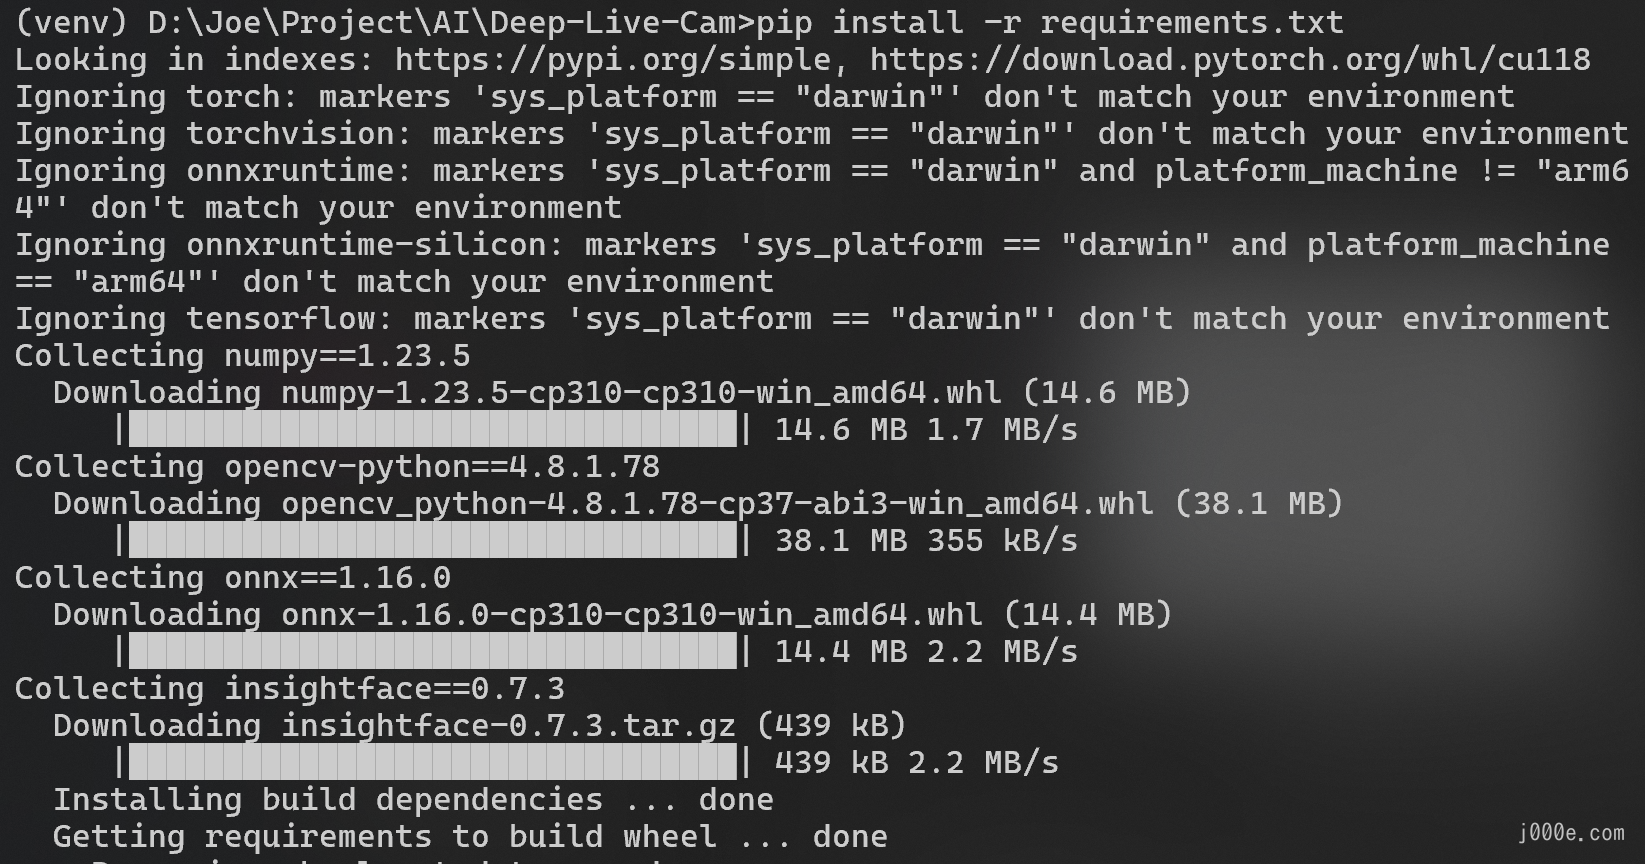 (venv) D:\Joe\Project\AI\Deep-Live-Cam>pip install -r requirements.txt
Looking in indexes: https://pypi.org/simple, https://download.pytorch.org/whl/cu118
Ignoring torch: markers 'sys_platform == "darwin"' don't match your environment
Ignoring torchvision: markers 'sys_platform == "darwin"' don't match your environment
Ignoring onnxruntime: markers 'sys_platform == "darwin" and platform_machine != "arm6
4"' don't match your environment
Ignoring onnxruntime-silicon: markers 'sys_platform == "darwin" and platform_machine
== "arm64"' don't match your environment
Ignoring tensorflow: markers 'sys_platform == "darwin"' don't match your environment
Collecting numpy==1.23.5
  Downloading numpy-1.23.5-cp310-cp310-win_amd64.whl (14.6 MB)
     |████████████████████████████████| 14.6 MB 1.7 MB/s
Collecting opencv-python==4.8.1.78
  Downloading opencv_python-4.8.1.78-cp37-abi3-win_amd64.whl (38.1 MB)
     |████████████████████████████████| 38.1 MB 355 kB/s
Collecting onnx==1.16.0
  Downloading onnx-1.16.0-cp310-cp310-win_amd64.whl (14.4 MB)
     |████████████████████████████████| 14.4 MB 2.2 MB/s
Collecting insightface==0.7.3
  Downloading insightface-0.7.3.tar.gz (439 kB)
     |████████████████████████████████| 439 kB 2.2 MB/s
  Installing build dependencies ... done
  Getting requirements to build wheel ... done
j000e.com